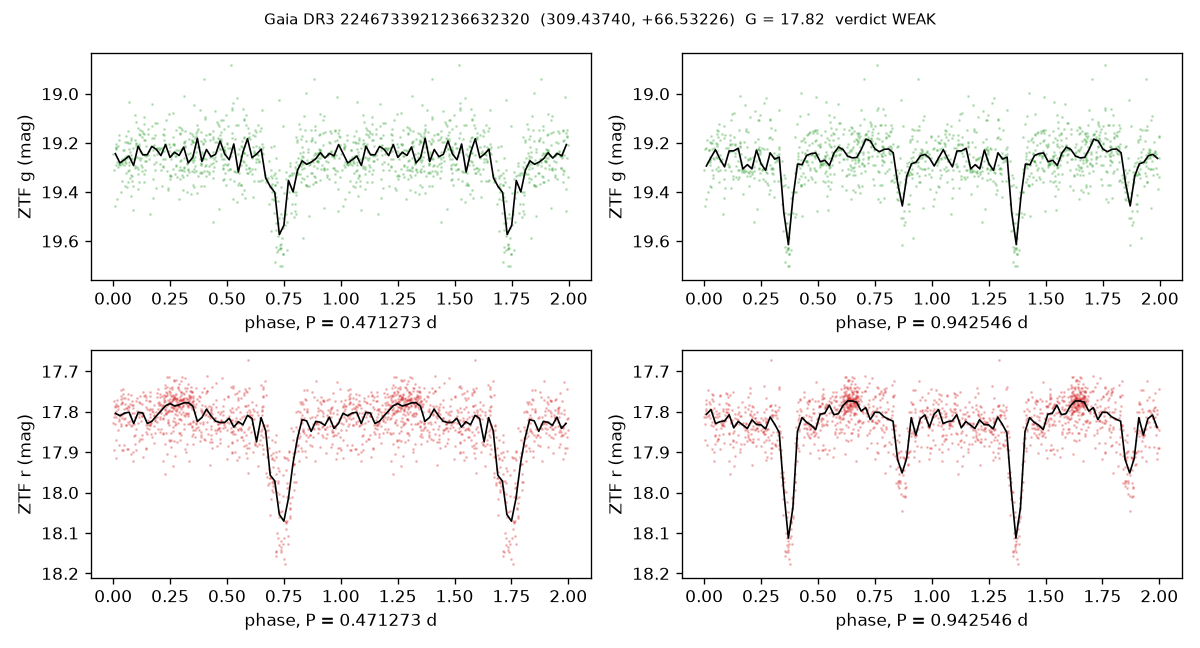 Gaia DR3 2246733921236632320 (309.43740, +66.53226) G = 17.82 verdict WEAK
ZTF g (mag)
19.0
19.2
19.4
19.6
0.00 0.25 0.50 0.75 1.00 1.25 1.50 1.75 2.00
phase, P = 0.471273 d
ZTF g (mag)
19.0
19.2
19.4
19.6
0.00 0.25 0.50 0.75 1.00 1.25 1.50 1.75 2.00
phase, P = 0.942546 d
ZTF r (mag)
17.7
17.8
17.9
18.0
18.1
18.2
0.00 0.25 0.50 0.75 1.00 1.25 1.50 1.75 2.00
phase, P = 0.471273 d
ZTF r (mag)
17.7
17.8
17.9
18.0
18.1
18.2
0.00 0.25 0.50 0.75 1.00 1.25 1.50 1.75 2.00
phase, P = 0.942546 d